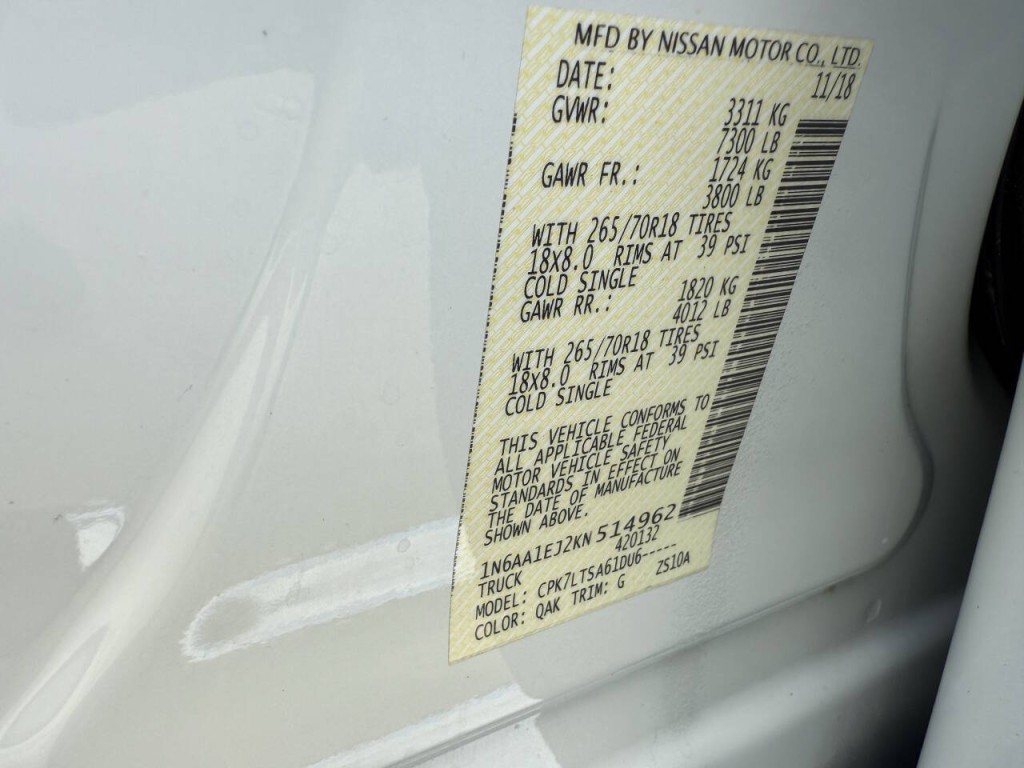 MFD BY NISSAN MOTOR CO., LTD.
DATE: 11/18
GVWR: 3311 KG
7300 LB
GAWR FR.: 1724 KG
3800 LB
WITH 265/70R18 TIRES
18X8.0 RIMS AT 39 PSI
COLD SINGLE
GAWR RR.: 1820 KG
4012 LB
WITH 265/70R18 TIRES
18X8.0 RIMS AT 39 PSI
COLD SINGLE
THIS VEHICLE CONFORMS TO
ALL APPLICABLE FEDERAL
MOTOR VEHICLE SAFETY
STANDARDS IN EFFECT ON
THE DATE OF MANUFACTURE
SHOWN ABOVE.
1N6AA1EJ2KN514962
TRUCK 420132
MODEL: CPK7LTSA61DU6-----
COLOR: QAK TRIM: G ZS10A